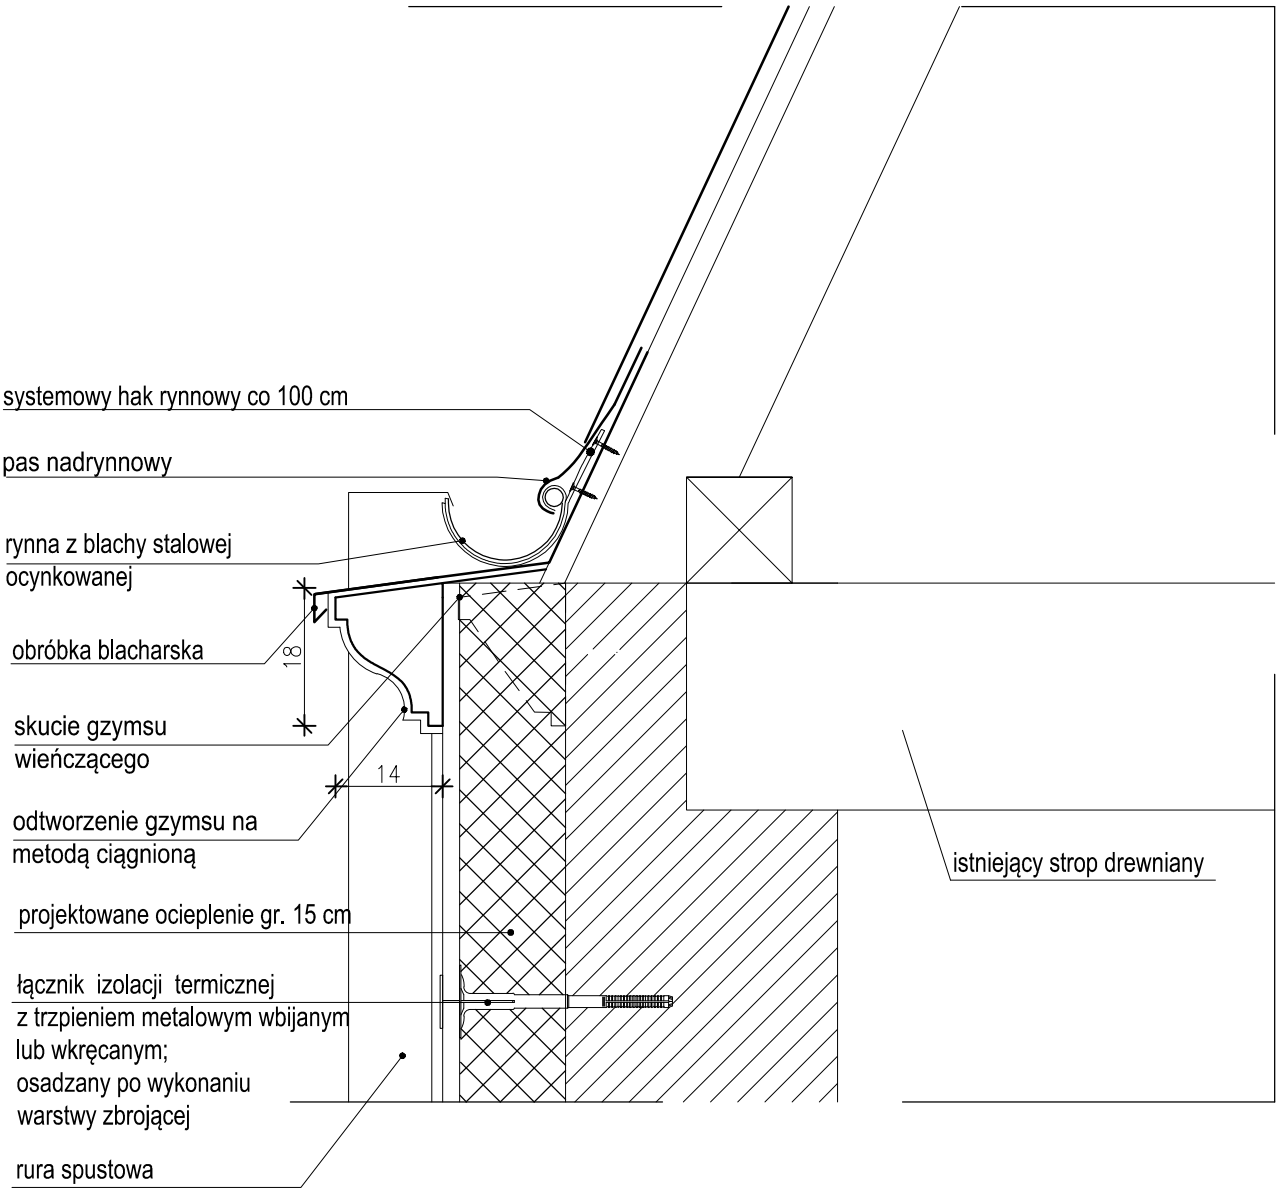 systemowy hak rynnowy co 100 cm
pas nadrynnowy
rynna z blachy stalowej
ocynkowanej
obróbka blacharska
18
skucie gzymsu
wieńczącego
14
odtworzenie gzymsu na
metodą ciągnioną
istniejący strop drewniany
projektowane ocieplenie gr. 15 cm
łącznik izolacji termicznej
z trzpieniem metalowym wbijanym
lub wkręcanym;
osadzany po wykonaniu
warstwy zbrojącej
rura spustowa